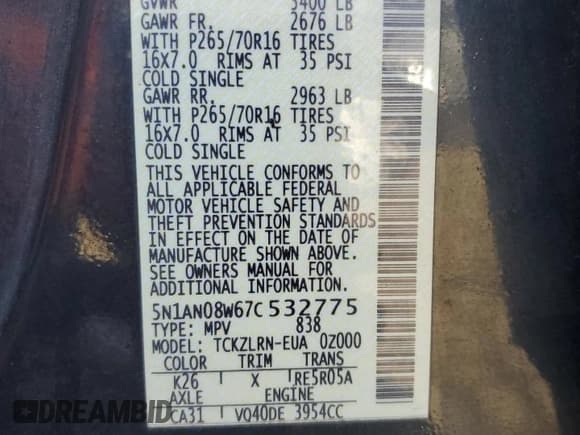 GVWR 5400 LB
GAWR FR. 2676 LB
WITH P265/70R16 TIRES
16X7.0 RIMS AT 35 PSI
COLD SINGLE
GAWR RR. 2963 LB
WITH P265/70R16 TIRES
16X7.0 RIMS AT 35 PSI
COLD SINGLE
THIS VEHICLE CONFORMS TO
ALL APPLICABLE FEDERAL
MOTOR VEHICLE SAFETY AND
THEFT PREVENTION STANDARDS
IN EFFECT ON THE DATE OF
MANUFACTURE SHOWN ABOVE.
SEE OWNERS MANUAL FOR
ADDITIONAL INFORMATION.
5N1AN08W67C532775
TYPE: MPV 838
MODEL: TCKZLRN-EUA 0Z000
COLOR TRIM TRANS
K26 X RE5R05A
AXLE ENGINE
CA31 VQ40DE 3954CC
DREAMBID